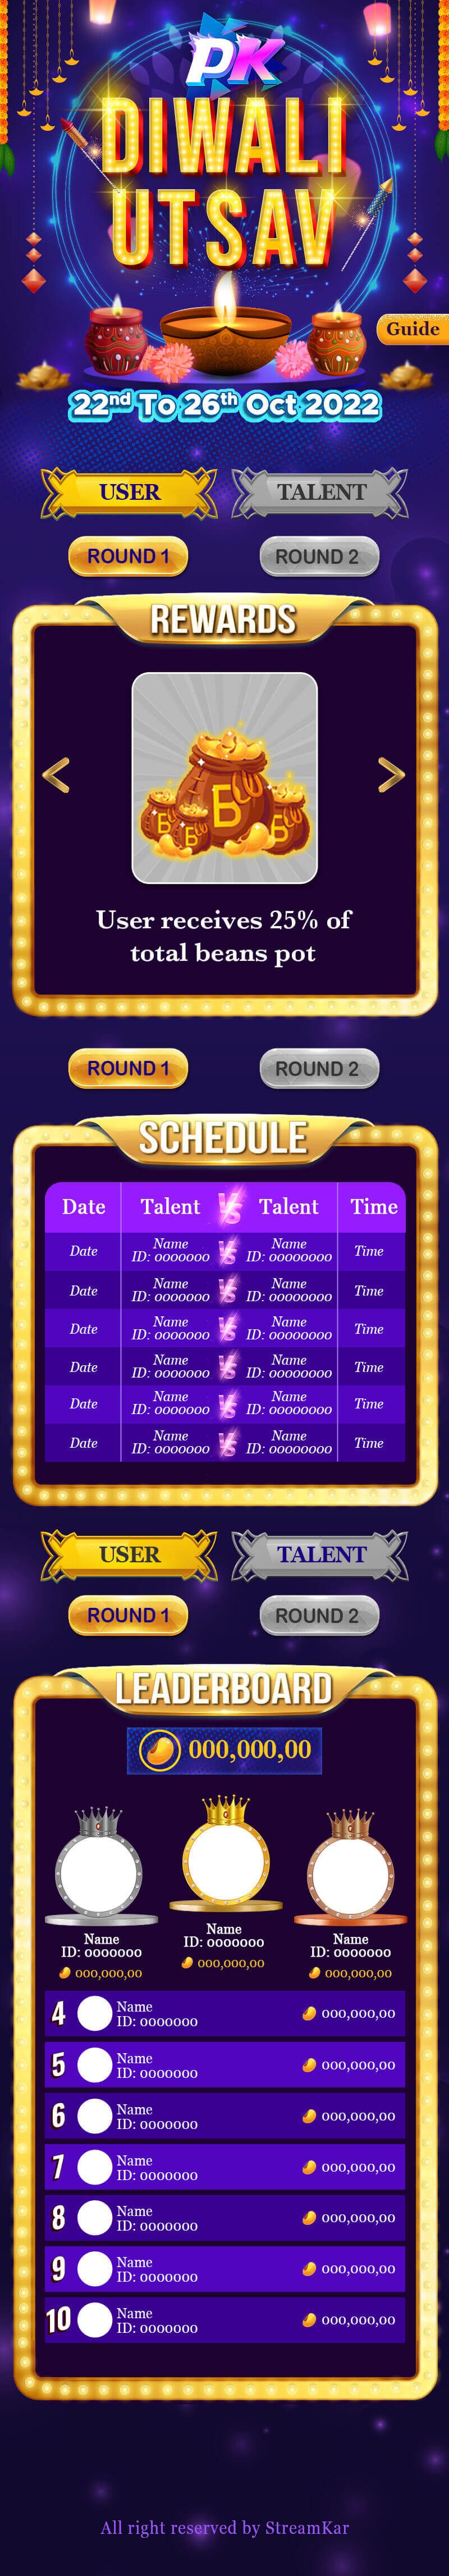 PK
DIWALI
UTSAV
Guide
22nd To 26th Oct 2022
USER TALENT
ROUND 1 ROUND 2
REWARDS
Б
User receives 25% of
total beans pot
ROUND 1 ROUND 2
SCHEDULE
Date Talent VS Talent Time
Date Name ID: 0000000 VS Name ID: 00000000 Time
Date Name ID: 0000000 VS Name ID: 00000000 Time
Date Name ID: 0000000 VS Name ID: 00000000 Time
Date Name ID: 0000000 VS Name ID: 00000000 Time
Date Name ID: 0000000 VS Name ID: 00000000 Time
Date Name ID: 0000000 VS Name ID: 00000000 Time
USER TALENT
ROUND 1 ROUND 2
LEADERBOARD
000,000,00
Name
ID: 0000000
000,000,00
Name
ID: 0000000
000,000,00
Name
ID: 0000000
000,000,00
4 Name ID: 0000000 000,000,00
5 Name ID: 0000000 000,000,00
6 Name ID: 0000000 000,000,00
7 Name ID: 0000000 000,000,00
8 Name ID: 0000000 000,000,00
9 Name ID: 0000000 000,000,00
10 Name ID: 0000000 000,000,00
All right reserved by StreamKar